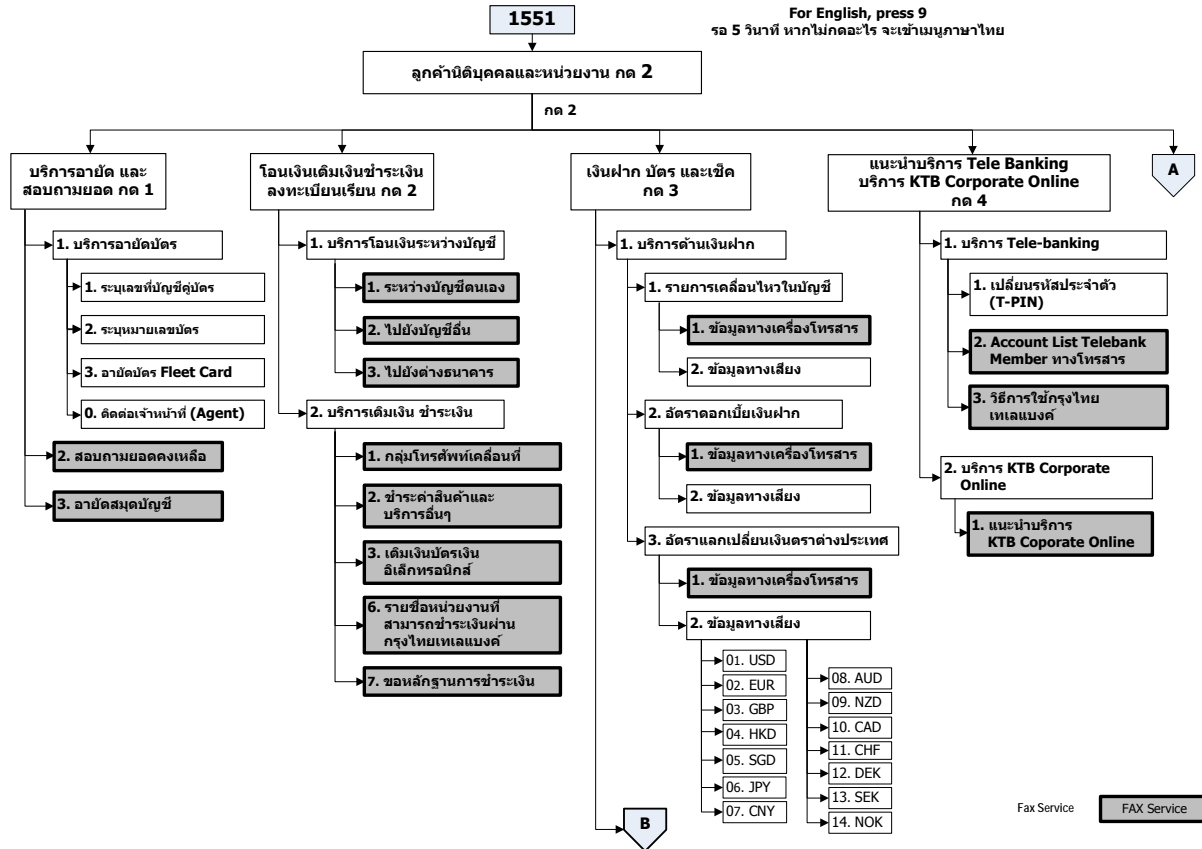 1551
For English, press 9
รอ 5 วินาที หากไม่กดอะไร จะเข้าเมนูภาษาไทย
ลูกค้านิติบุคคลและหน่วยงาน กด 2
กด 2
บริการอายัด และ
สอบถามยอด กด 1
1. บริการอายัดบัตร
1. ระบุเลขที่บัญชีคู่บัตร
2. ระบุหมายเลขบัตร
3. อายัดบัตร Fleet Card
0. ติดต่อเจ้าหน้าที่ (Agent)
2. สอบถามยอดคงเหลือ
3. อายัดสมุดบัญชี
โอนเงินเติมเงินชำระเงิน
ลงทะเบียนเรียน กด 2
1. บริการโอนเงินระหว่างบัญชี
1. ระหว่างบัญชีตนเอง
2. ไปยังบัญชีอื่น
3. ไปยังต่างธนาคาร
2. บริการเติมเงิน ชำระเงิน
1. กลุ่มโทรศัพท์เคลื่อนที่
2. ชำระค่าสินค้าและ
บริการอื่นๆ
3. เติมเงินบัตรเงิน
อิเล็กทรอนิกส์
6. รายชื่อหน่วยงานที่
สามารถชำระเงินผ่าน
กรุงไทยเทเลแบงค์
7. ขอหลักฐานการชำระเงิน
เงินฝาก บัตร และเช็ค
กด 3
1. บริการด้านเงินฝาก
1. รายการเคลื่อนไหวในบัญชี
1. ข้อมูลทางเครื่องโทรสาร
2. ข้อมูลทางเสียง
2. อัตราดอกเบี้ยเงินฝาก
1. ข้อมูลทางเครื่องโทรสาร
2. ข้อมูลทางเสียง
3. อัตราแลกเปลี่ยนเงินตราต่างประเทศ
1. ข้อมูลทางเครื่องโทรสาร
2. ข้อมูลทางเสียง
01. USD
02. EUR
03. GBP
04. HKD
05. SGD
06. JPY
07. CNY
08. AUD
09. NZD
10. CAD
11. CHF
12. DEK
13. SEK
14. NOK
B
แนะนำบริการ Tele Banking
บริการ KTB Corporate Online
กด 4
1. บริการ Tele-banking
1. เปลี่ยนรหัสประจำตัว
(T-PIN)
2. Account List Telebank
Member ทางโทรสาร
3. วิธีการใช้กรุงไทย
เทเลแบงค์
2. บริการ KTB Corporate
Online
1. แนะนำบริการ
KTB Coporate Online
A
Fax Service
FAX Service